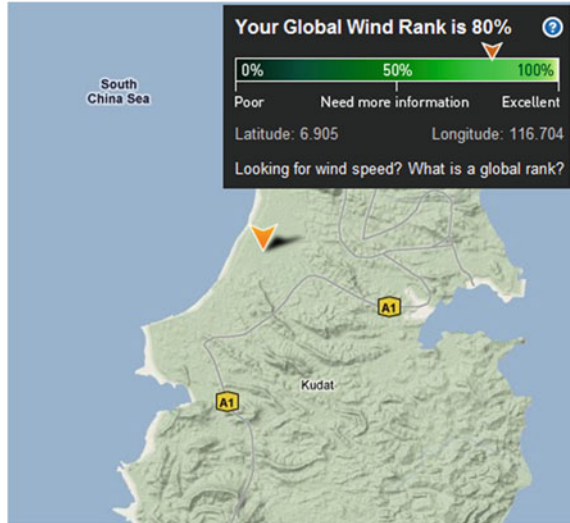 Your Global Wind Rank is 80%
?
0% 50% 100%
Poor Need more information Excellent
Latitude: 6.905 Longitude: 116.704
Looking for wind speed? What is a global rank?
South
China Sea
A1
Kudat
A1